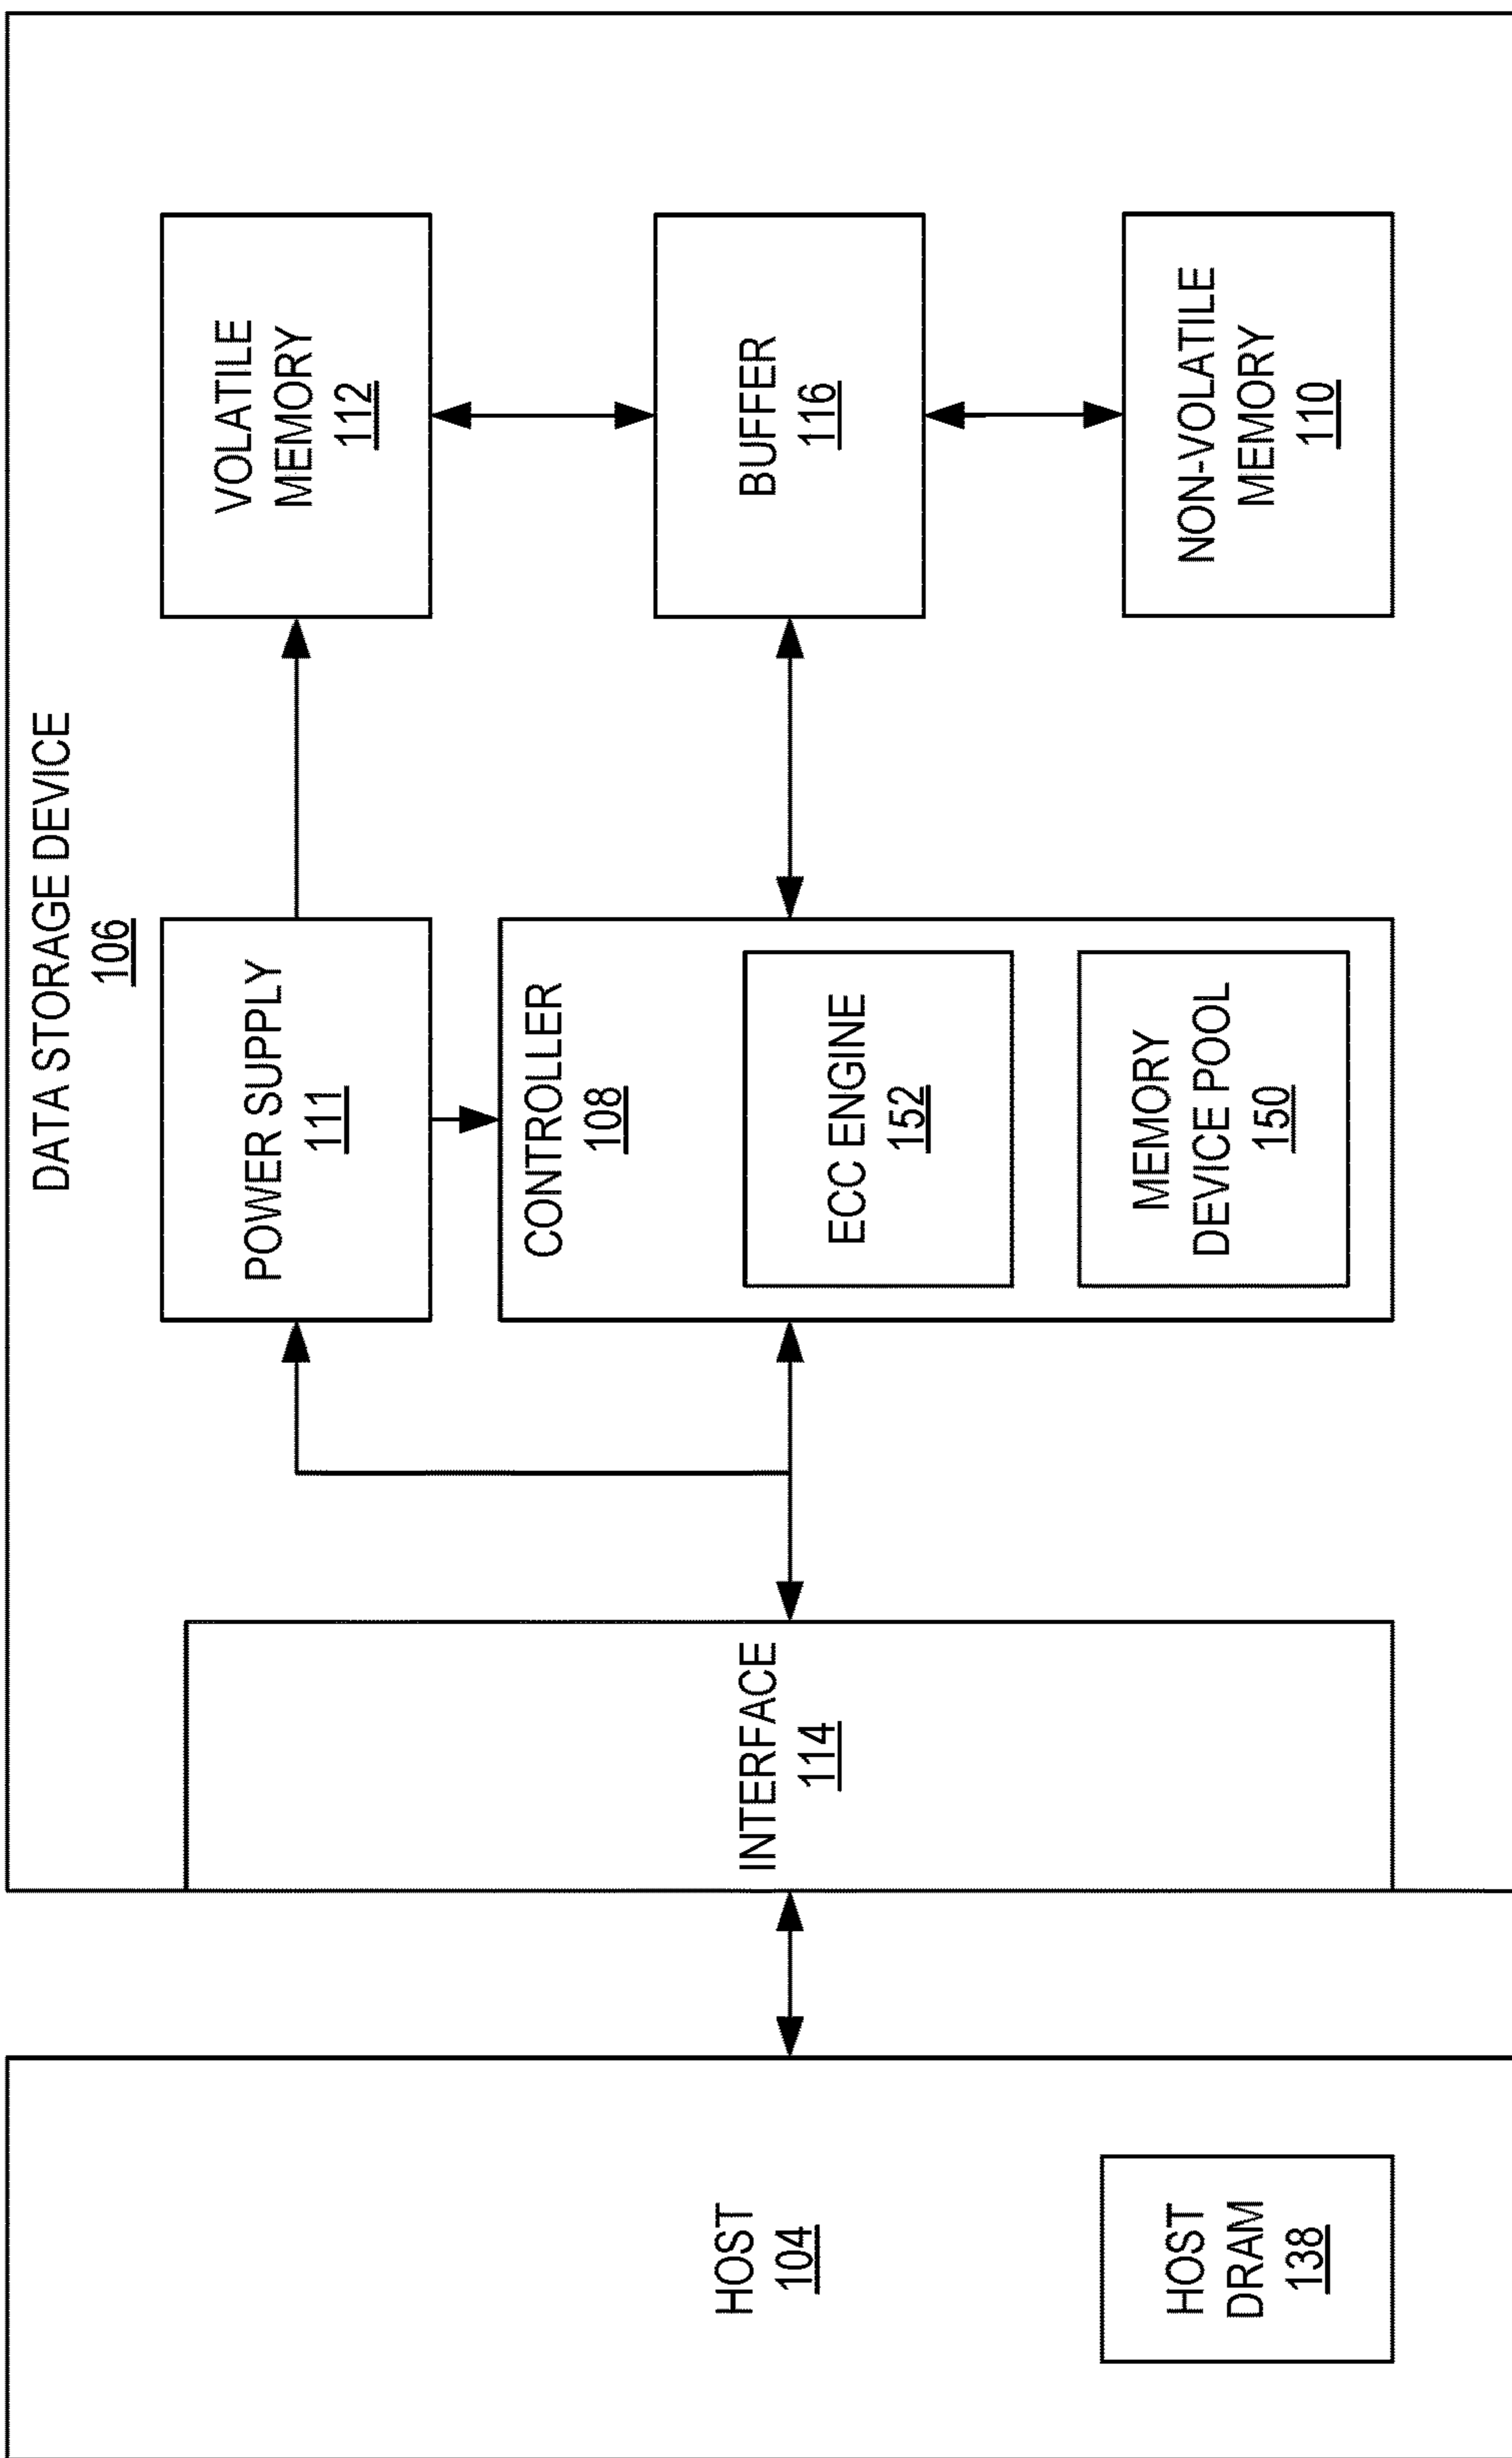 DATA STORAGE DEVICE
106
HOST
104
HOST
DRAM
138
INTERFACE
114
POWER SUPPLY
111
CONTROLLER
108
ECC ENGINE
152
MEMORY
DEVICE POOL
150
VOLATILE
MEMORY
112
BUFFER
116
NON-VOLATILE
MEMORY
110